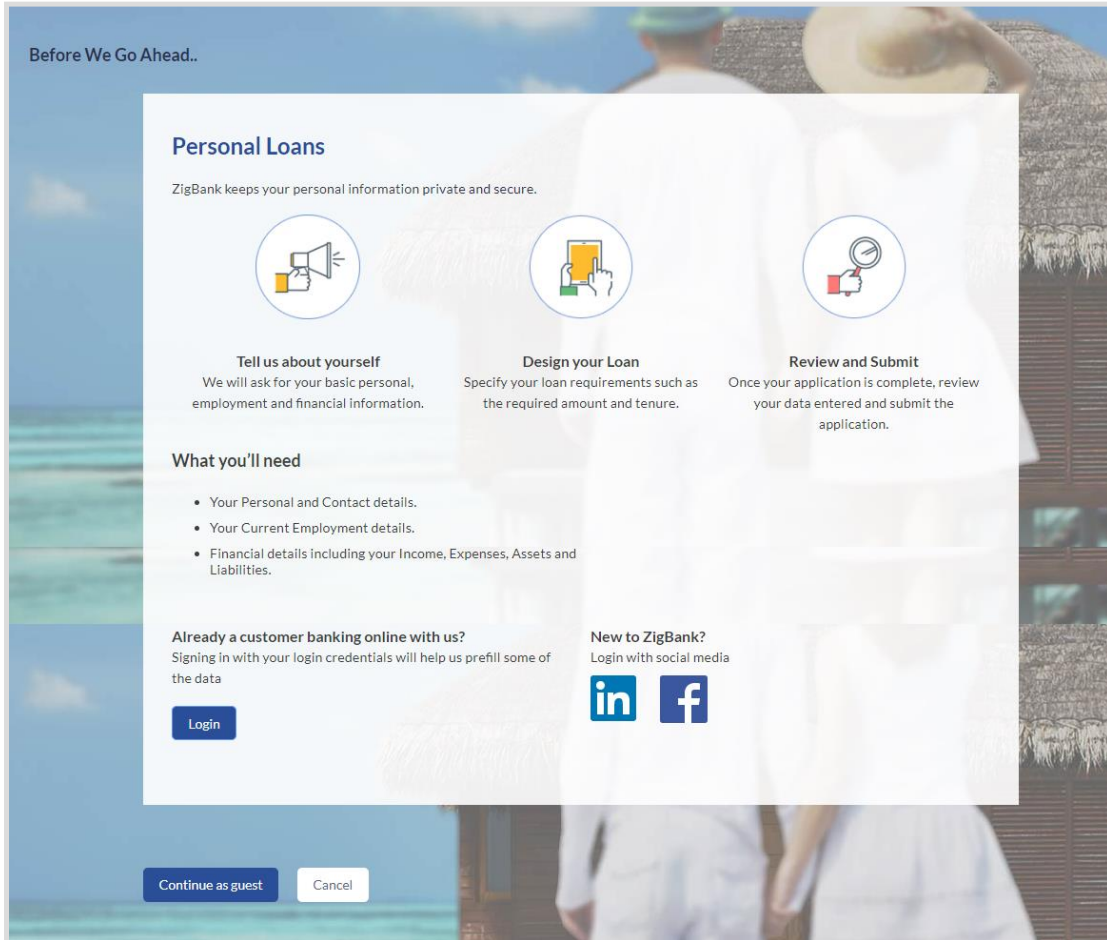 Before We Go Ahead..
Personal Loans
ZigBank keeps your personal information private and secure.
Tell us about yourself
We will ask for your basic personal,
employment and financial information.
Design your Loan
Specify your loan requirements such as
the required amount and tenure.
Review and Submit
Once your application is complete, review
your data entered and submit the
application.
What you'll need
• Your Personal and Contact details.
• Your Current Employment details.
• Financial details including your Income, Expenses, Assets and
Liabilities.
Already a customer banking online with us?
Signing in with your login credentials will help us prefill some of
the data
Login
New to ZigBank?
Login with social media
in f
Continue as guest
Cancel